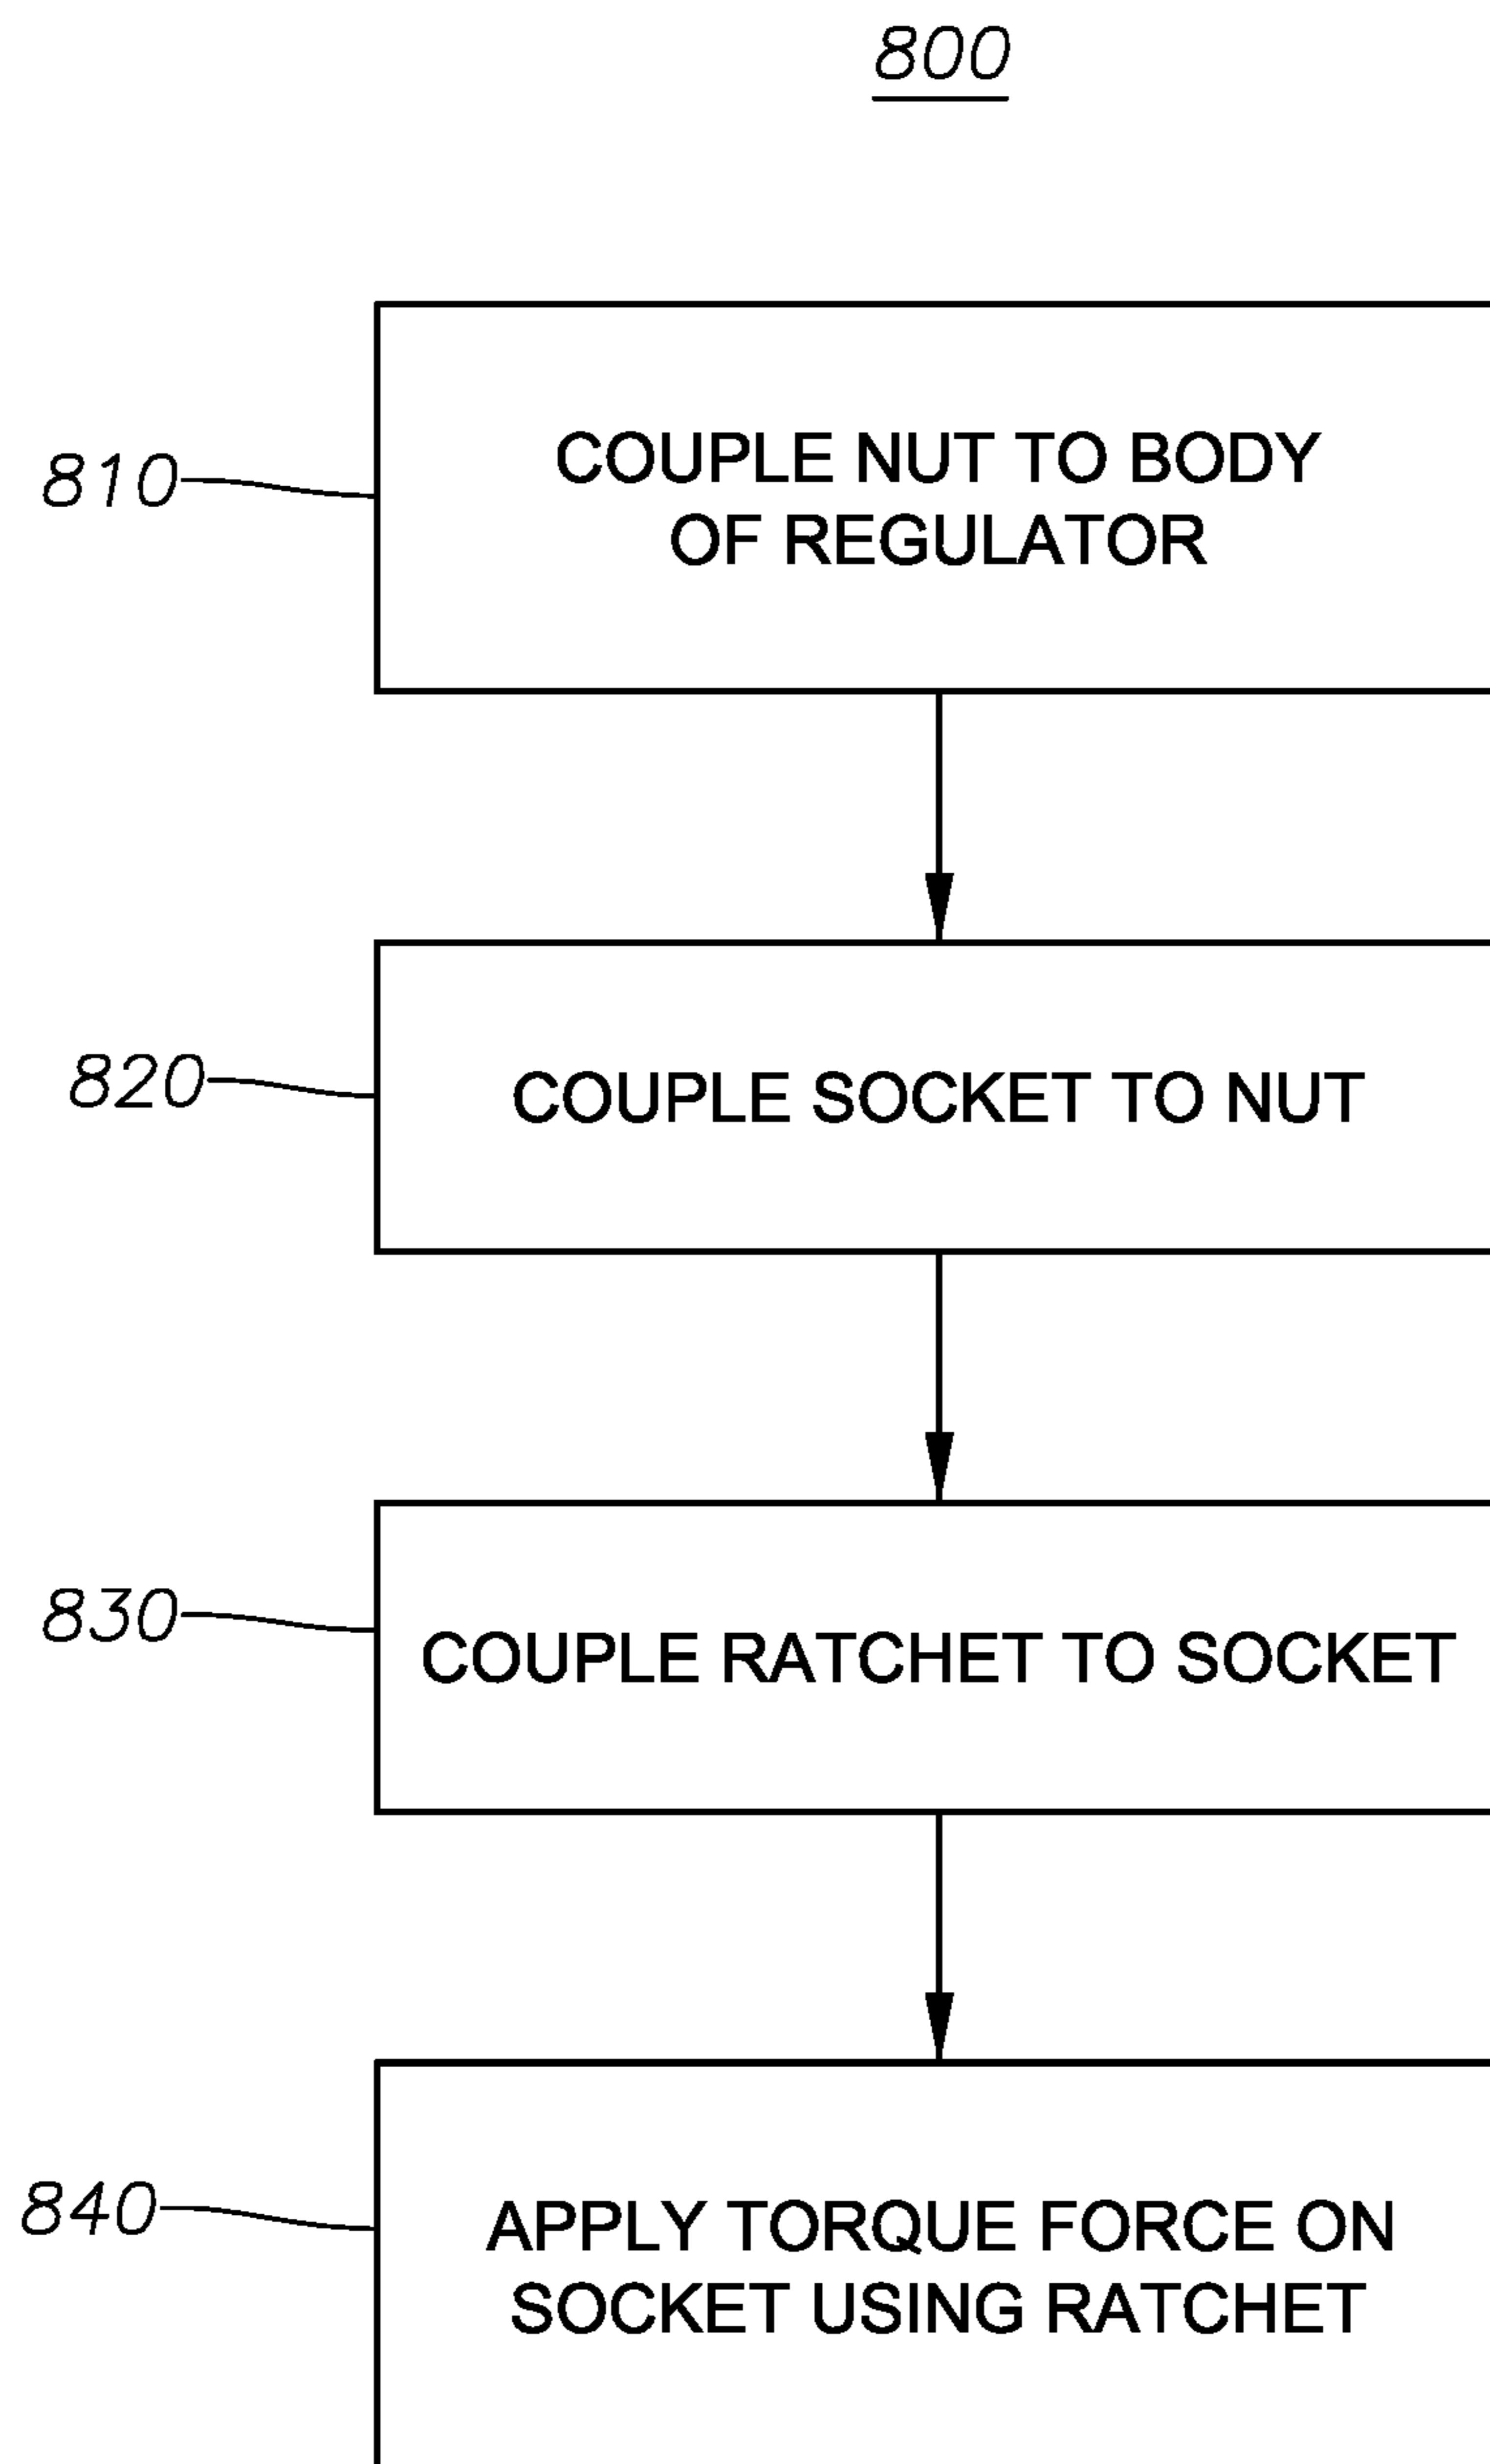 800
810
COUPLE NUT TO BODY
OF REGULATOR
820
COUPLE SOCKET TO NUT
830
COUPLE RATCHET TO SOCKET
840
APPLY TORQUE FORCE ON
SOCKET USING RATCHET